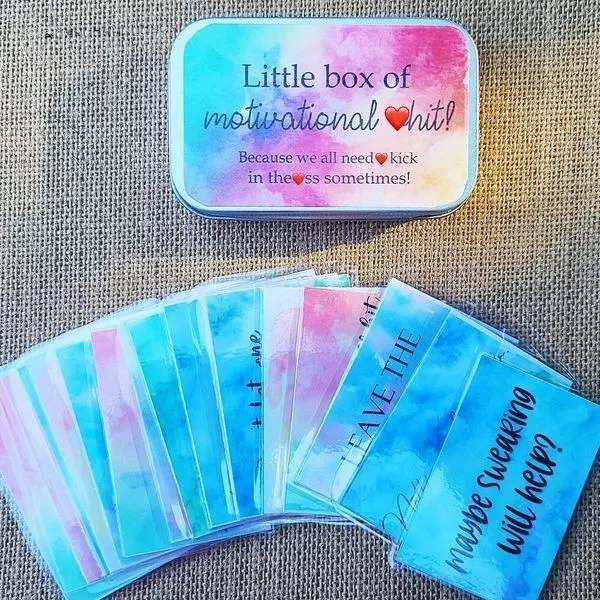 Little box of
motivational ❤hit!
Because we all need❤kick
in the❤ss sometimes!
LEAVE THE
maybe swearing
will help?